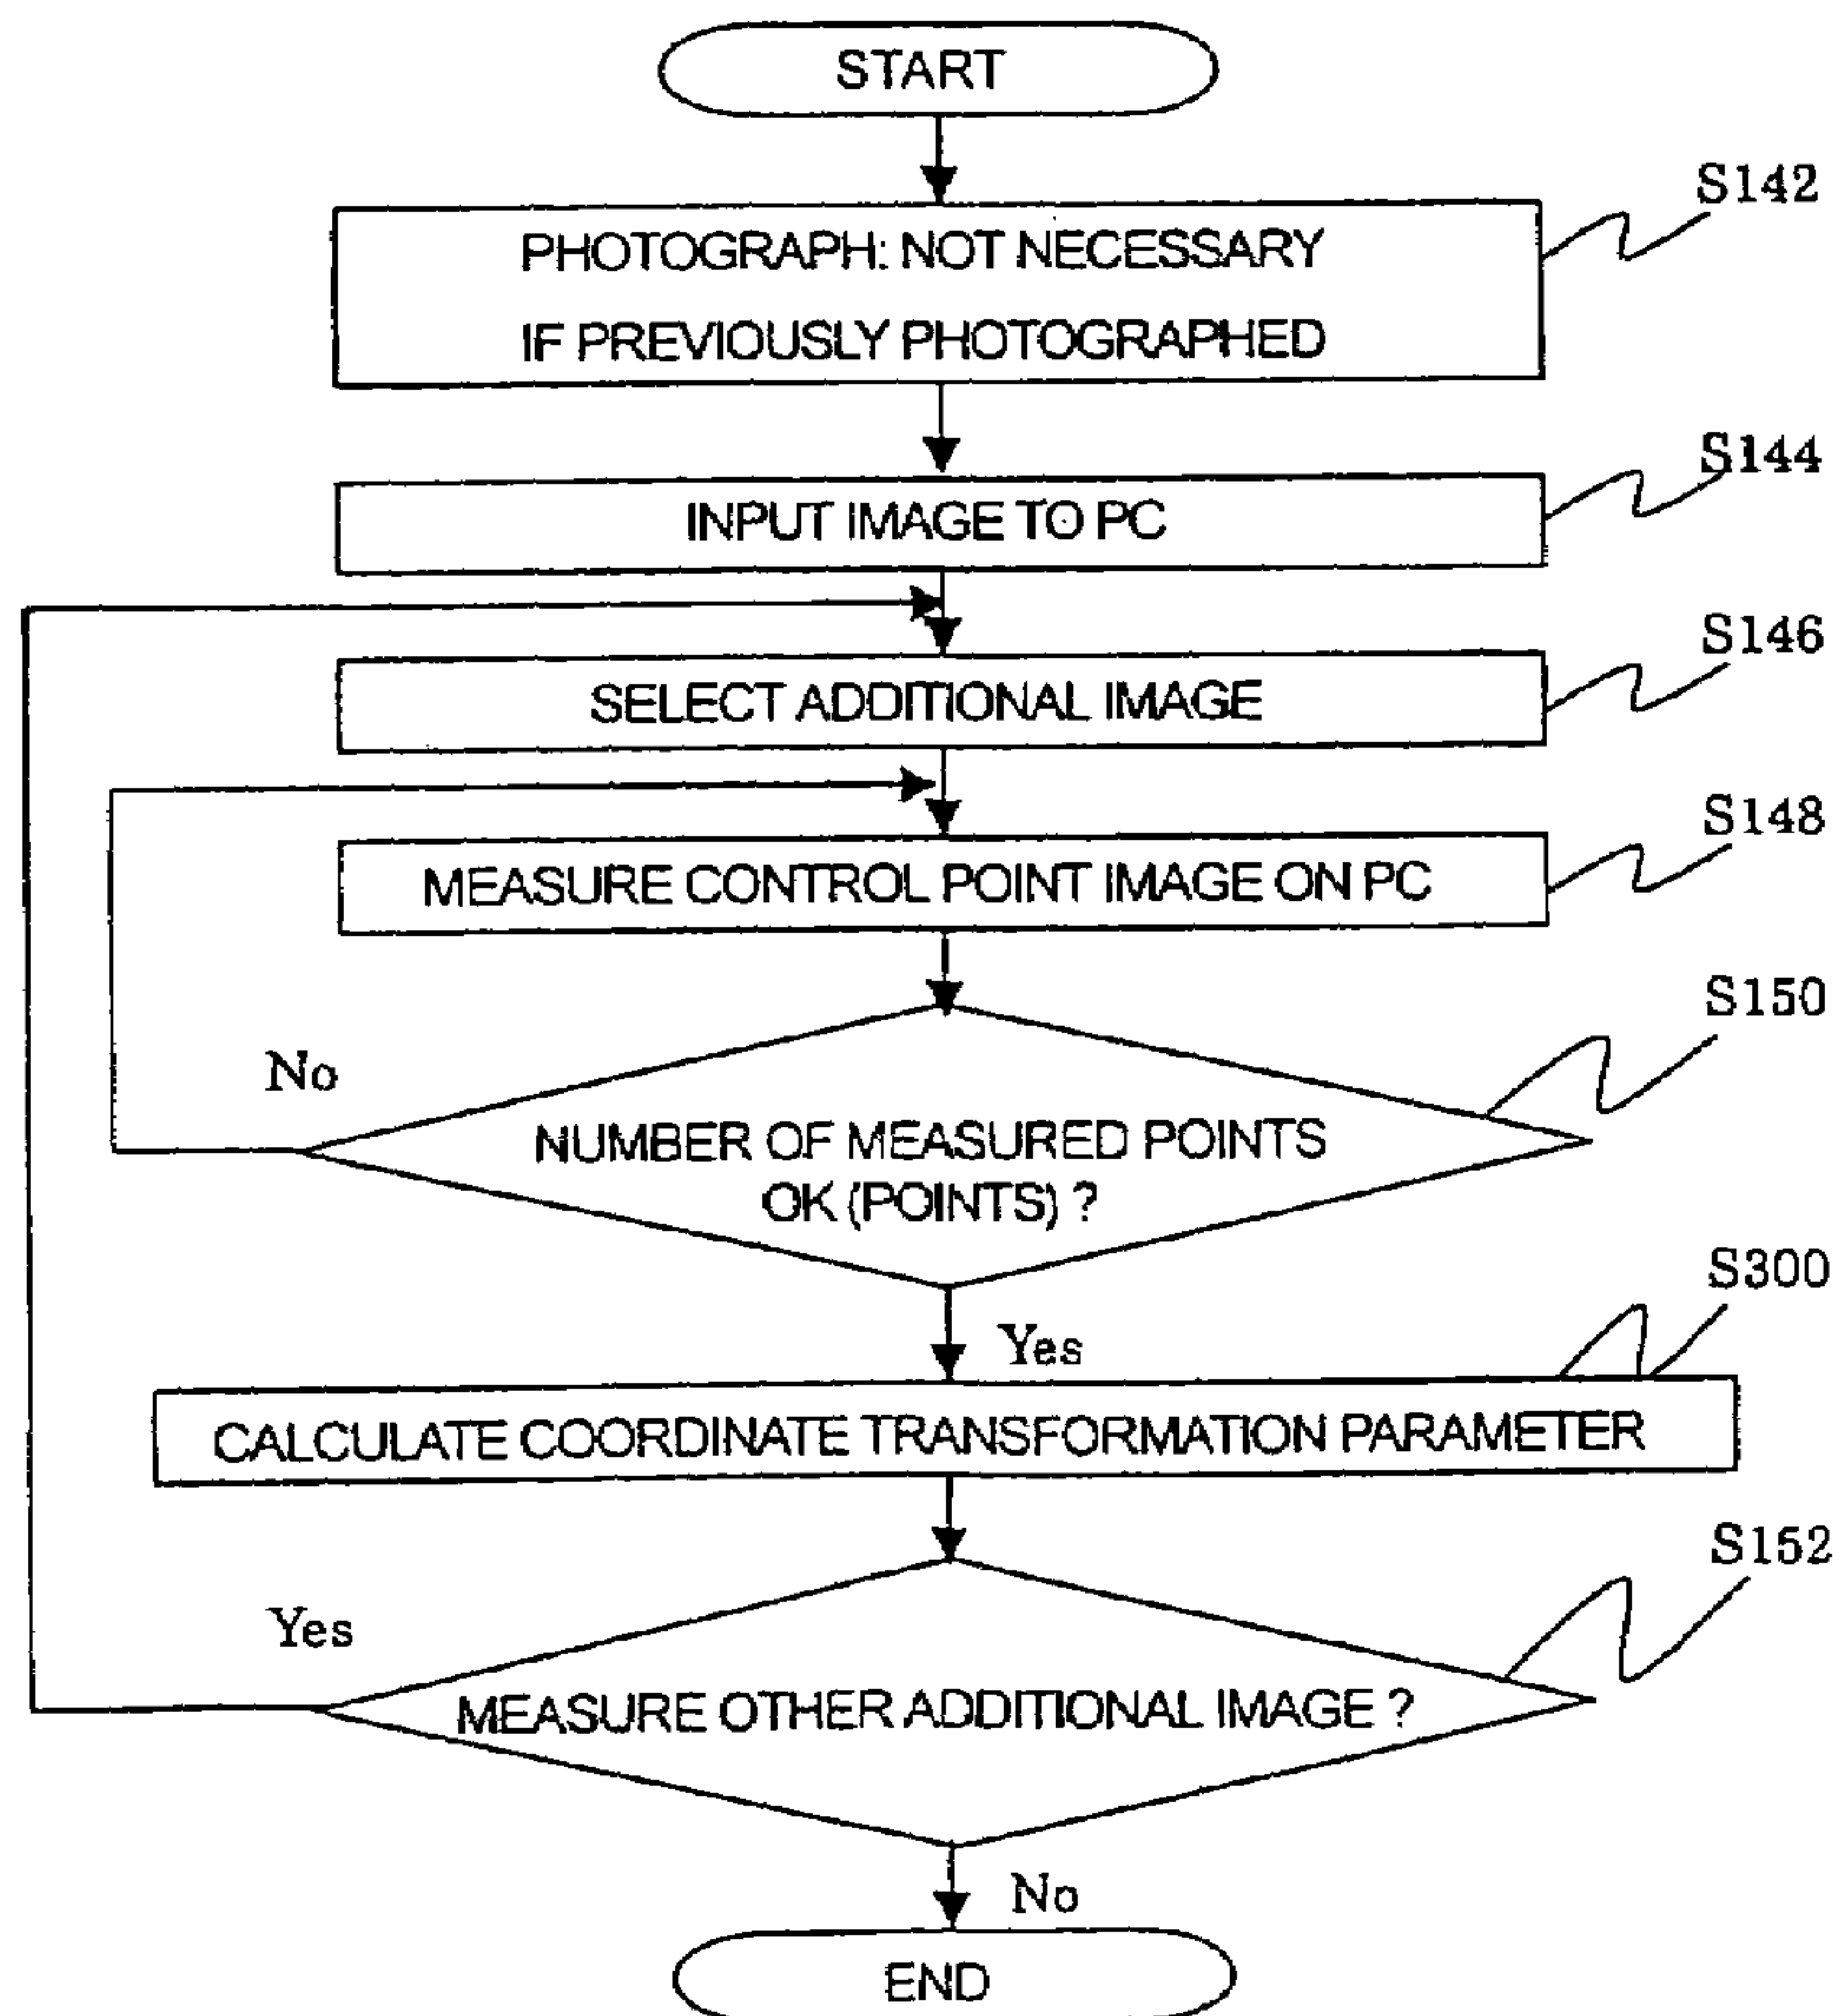 START
S142
PHOTOGRAPH: NOT NECESSARY
IF PREVIOUSLY PHOTOGRAPHED
S144
INPUT IMAGE TO PC
S146
SELECT ADDITIONAL IMAGE
S148
MEASURE CONTROL POINT IMAGE ON PC
S150
No
NUMBER OF MEASURED POINTS
OK (POINTS) ?
S300
Yes
CALCULATE COORDINATE TRANSFORMATION PARAMETER
S152
Yes
MEASURE OTHER ADDITIONAL IMAGE ?
No
END